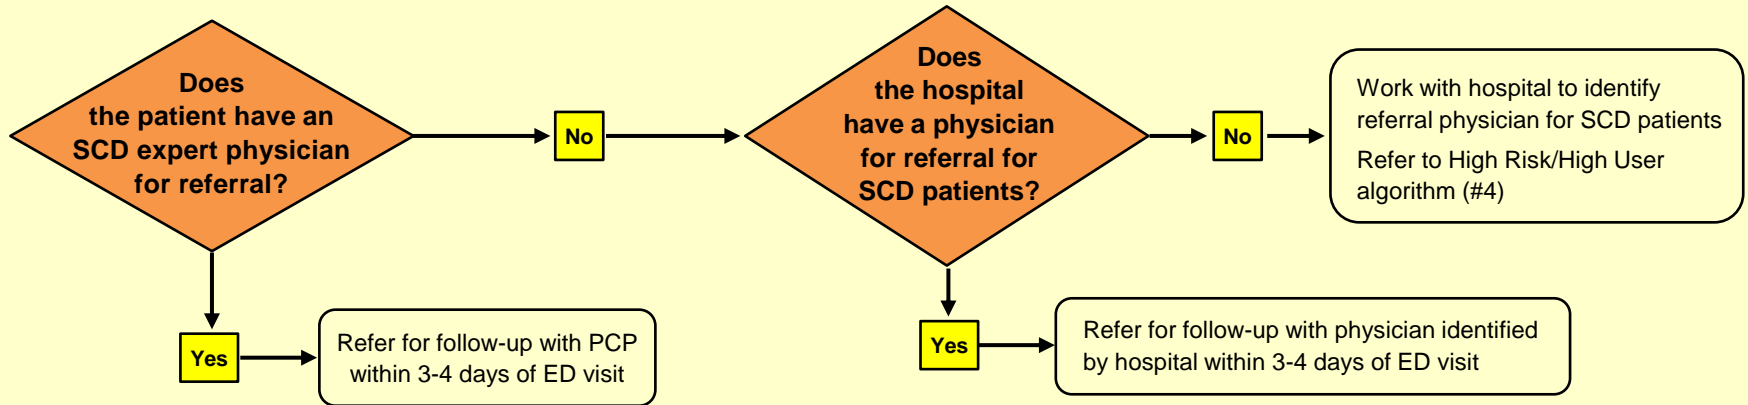 Does
the patient have an
SCD expert physician
for referral?
No
Does
the hospital
have a physician
for referral for
SCD patients?
No
Work with hospital to identify
referral physician for SCD patients
Refer to High Risk/High User
algorithm (#4)
Yes
Refer for follow-up with PCP
within 3-4 days of ED visit
Yes
Refer for follow-up with physician identified
by hospital within 3-4 days of ED visit